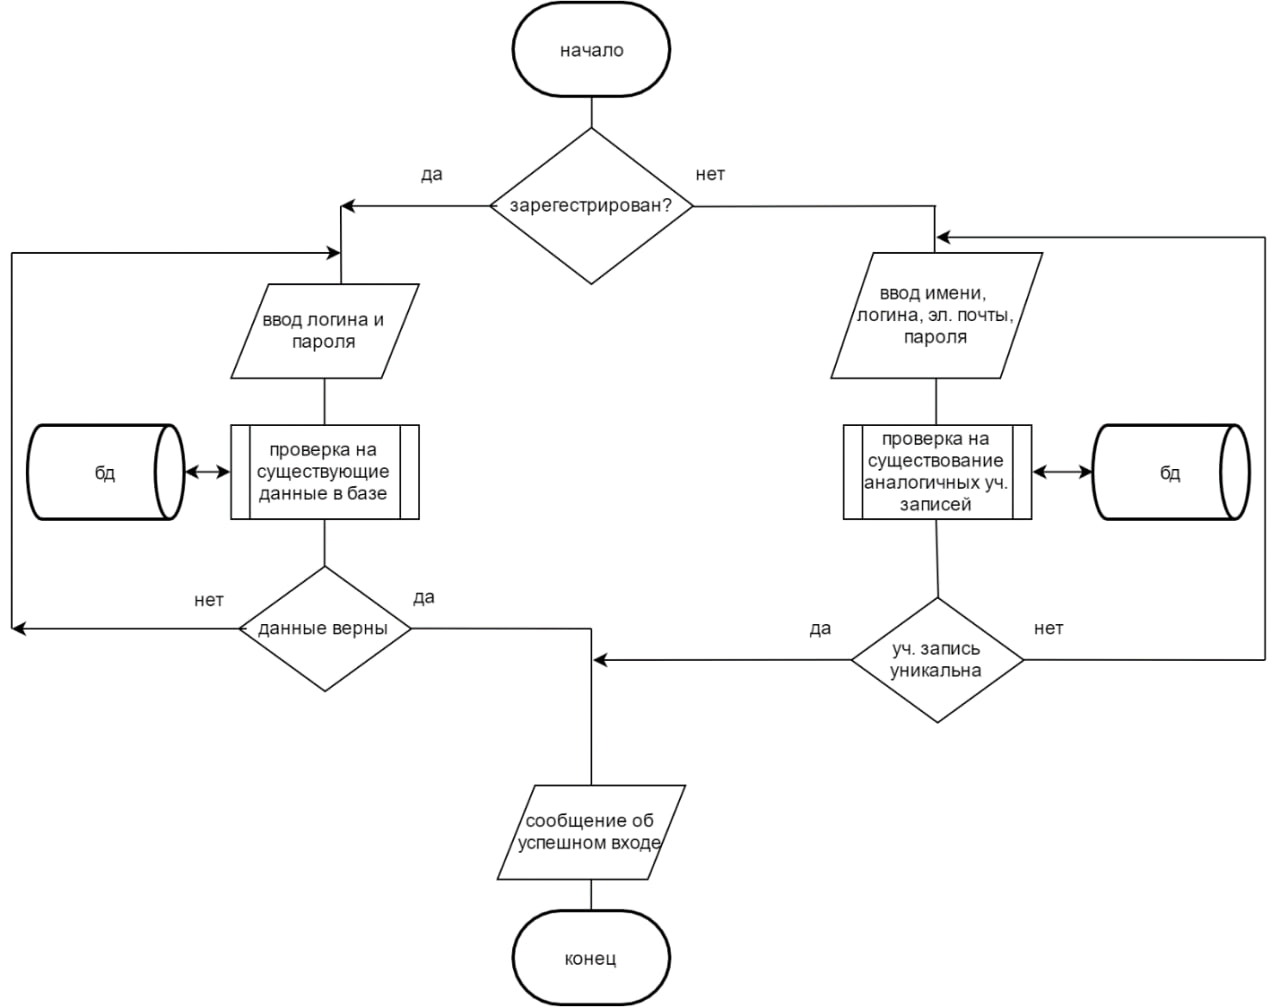 начало
да
нет
зарегестрирован?
ввод логина и
пароля
ввод имени,
логина, эл. почты,
пароля
бд
проверка на
существующие
данные в базе
проверка на
существование
аналогичных уч.
записей
бд
нет
да
данные верны
да
нет
уч. запись
уникальна
сообщение об
успешном входе
конец